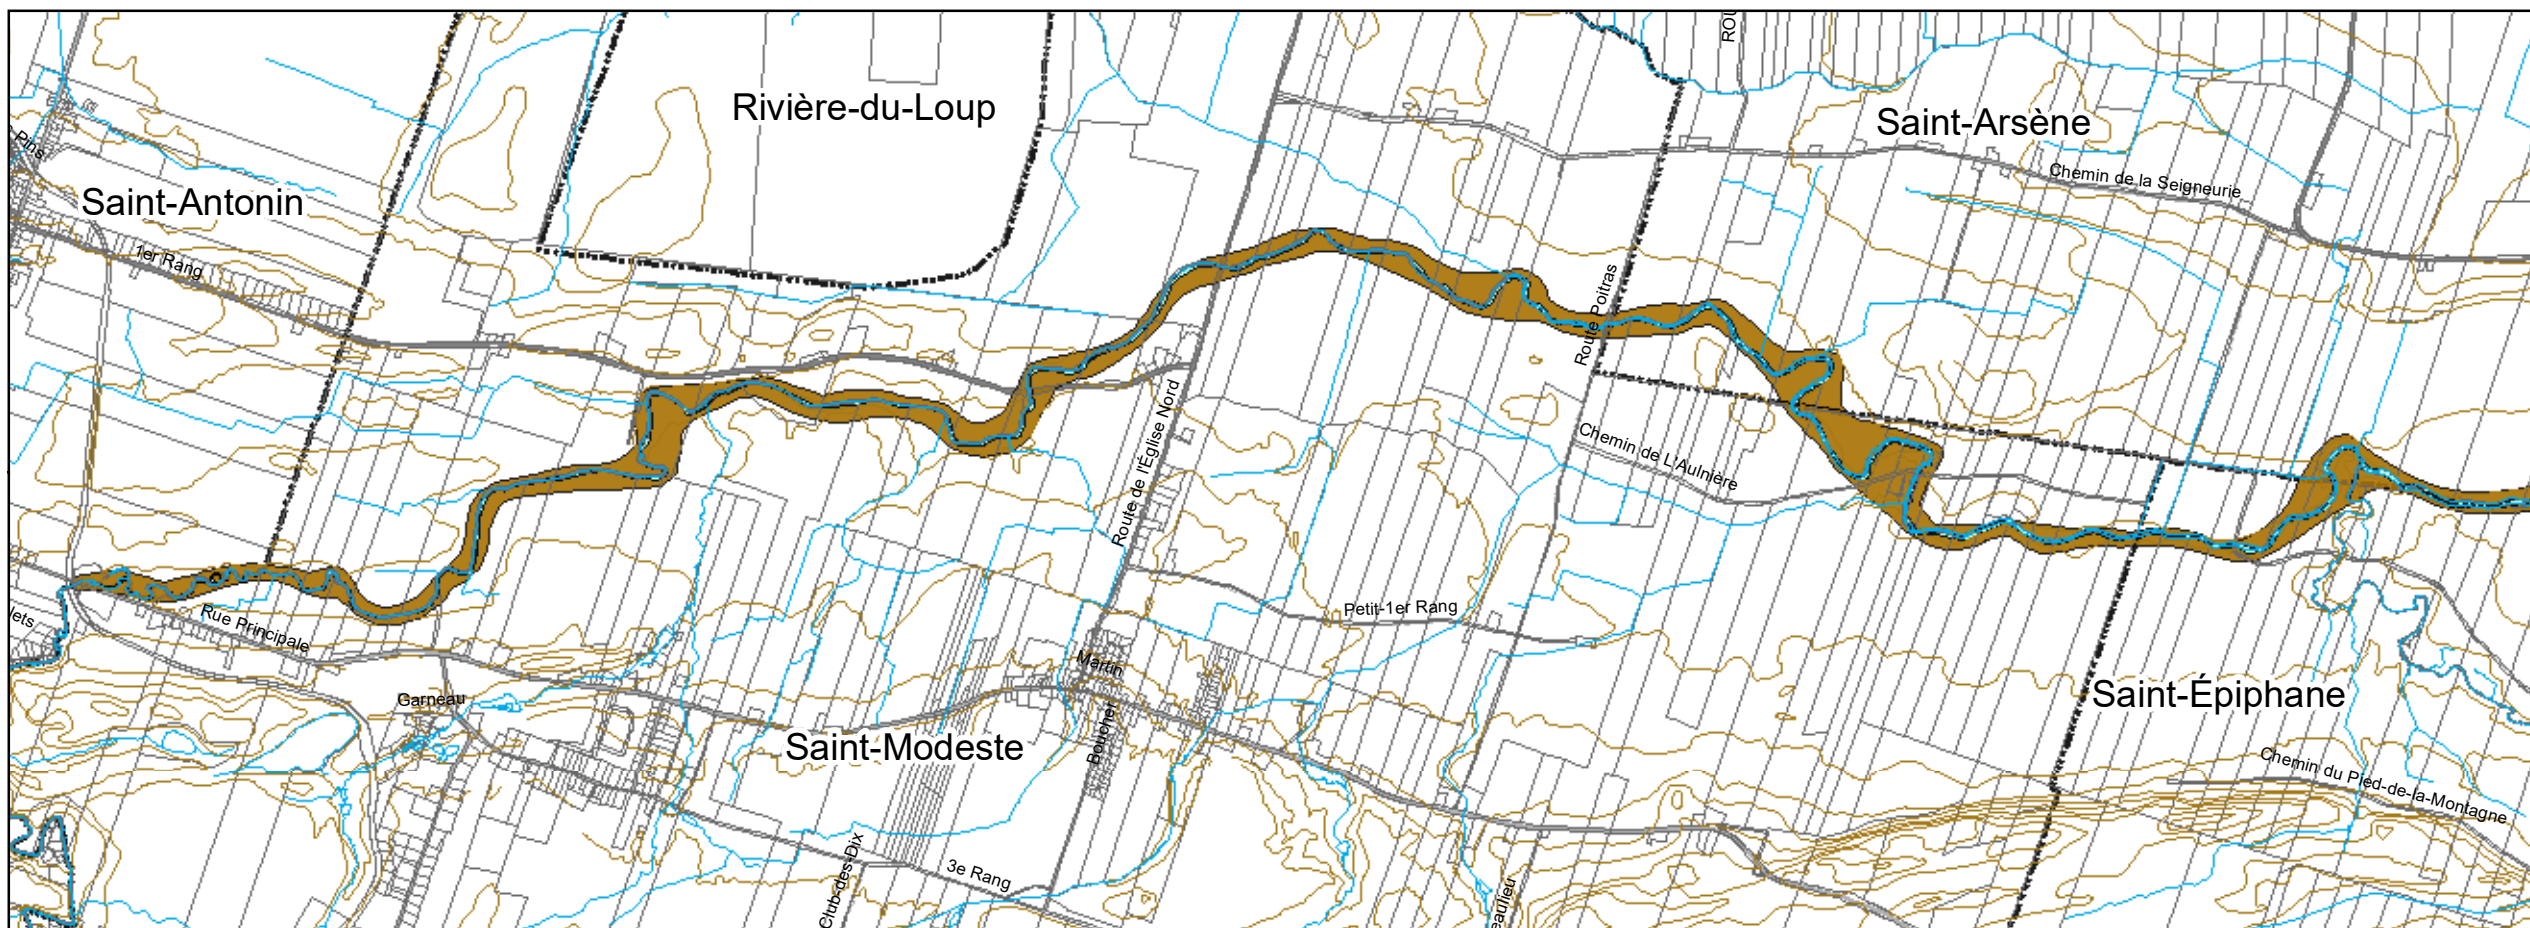 Rivière-du-Loup
Saint-Arsène
Pins
Chemin de la Seigneurie
Saint-Antonin
1er Rang
Route Poitras
Route de l'Église Nord
Chemin de L'Aulnière
Rue Principale
Petit-1er Rang
Martin
Garneau
Saint-Épiphane
Saint-Modeste
Boucher
Chemin du Pied-de-la-Montagne
3e Rang
Club-des-Dix